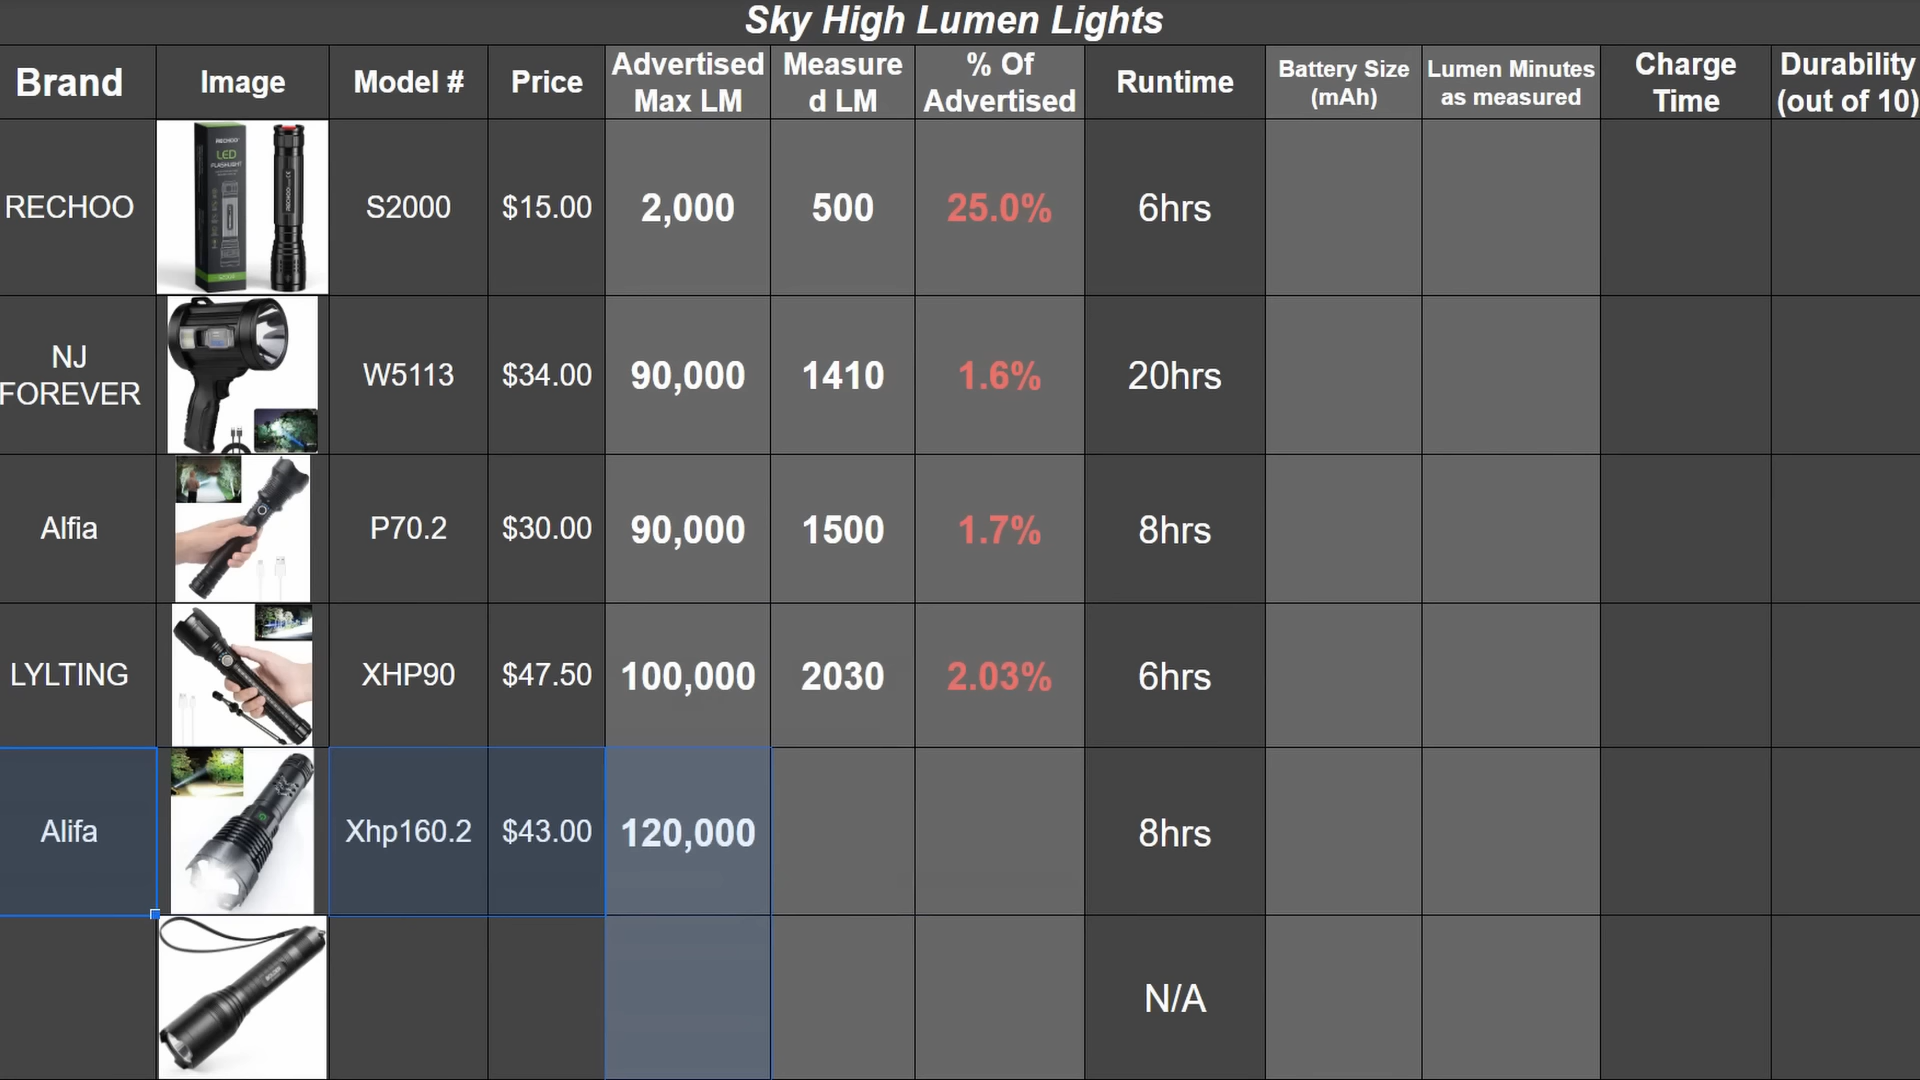 Sky High Lumen Lights
Brand Image Model # Price Advertised Max LM Measure d LM % Of Advertised Runtime Battery Size (mAh) Lumen Minutes as measured Charge Time Durability (out of 10)
RECHOO
LED
FLASHLIGHT
RECHOO S2000 $15.00 2,000 500 25.0% 6hrs
NJ FOREVER W5113 $34.00 90,000 1410 1.6% 20hrs
Alfia P70.2 $30.00 90,000 1500 1.7% 8hrs
LYLTING XHP90 $47.50 100,000 2030 2.03% 6hrs
Alifa Xhp160.2 $43.00 120,000 8hrs
N/A